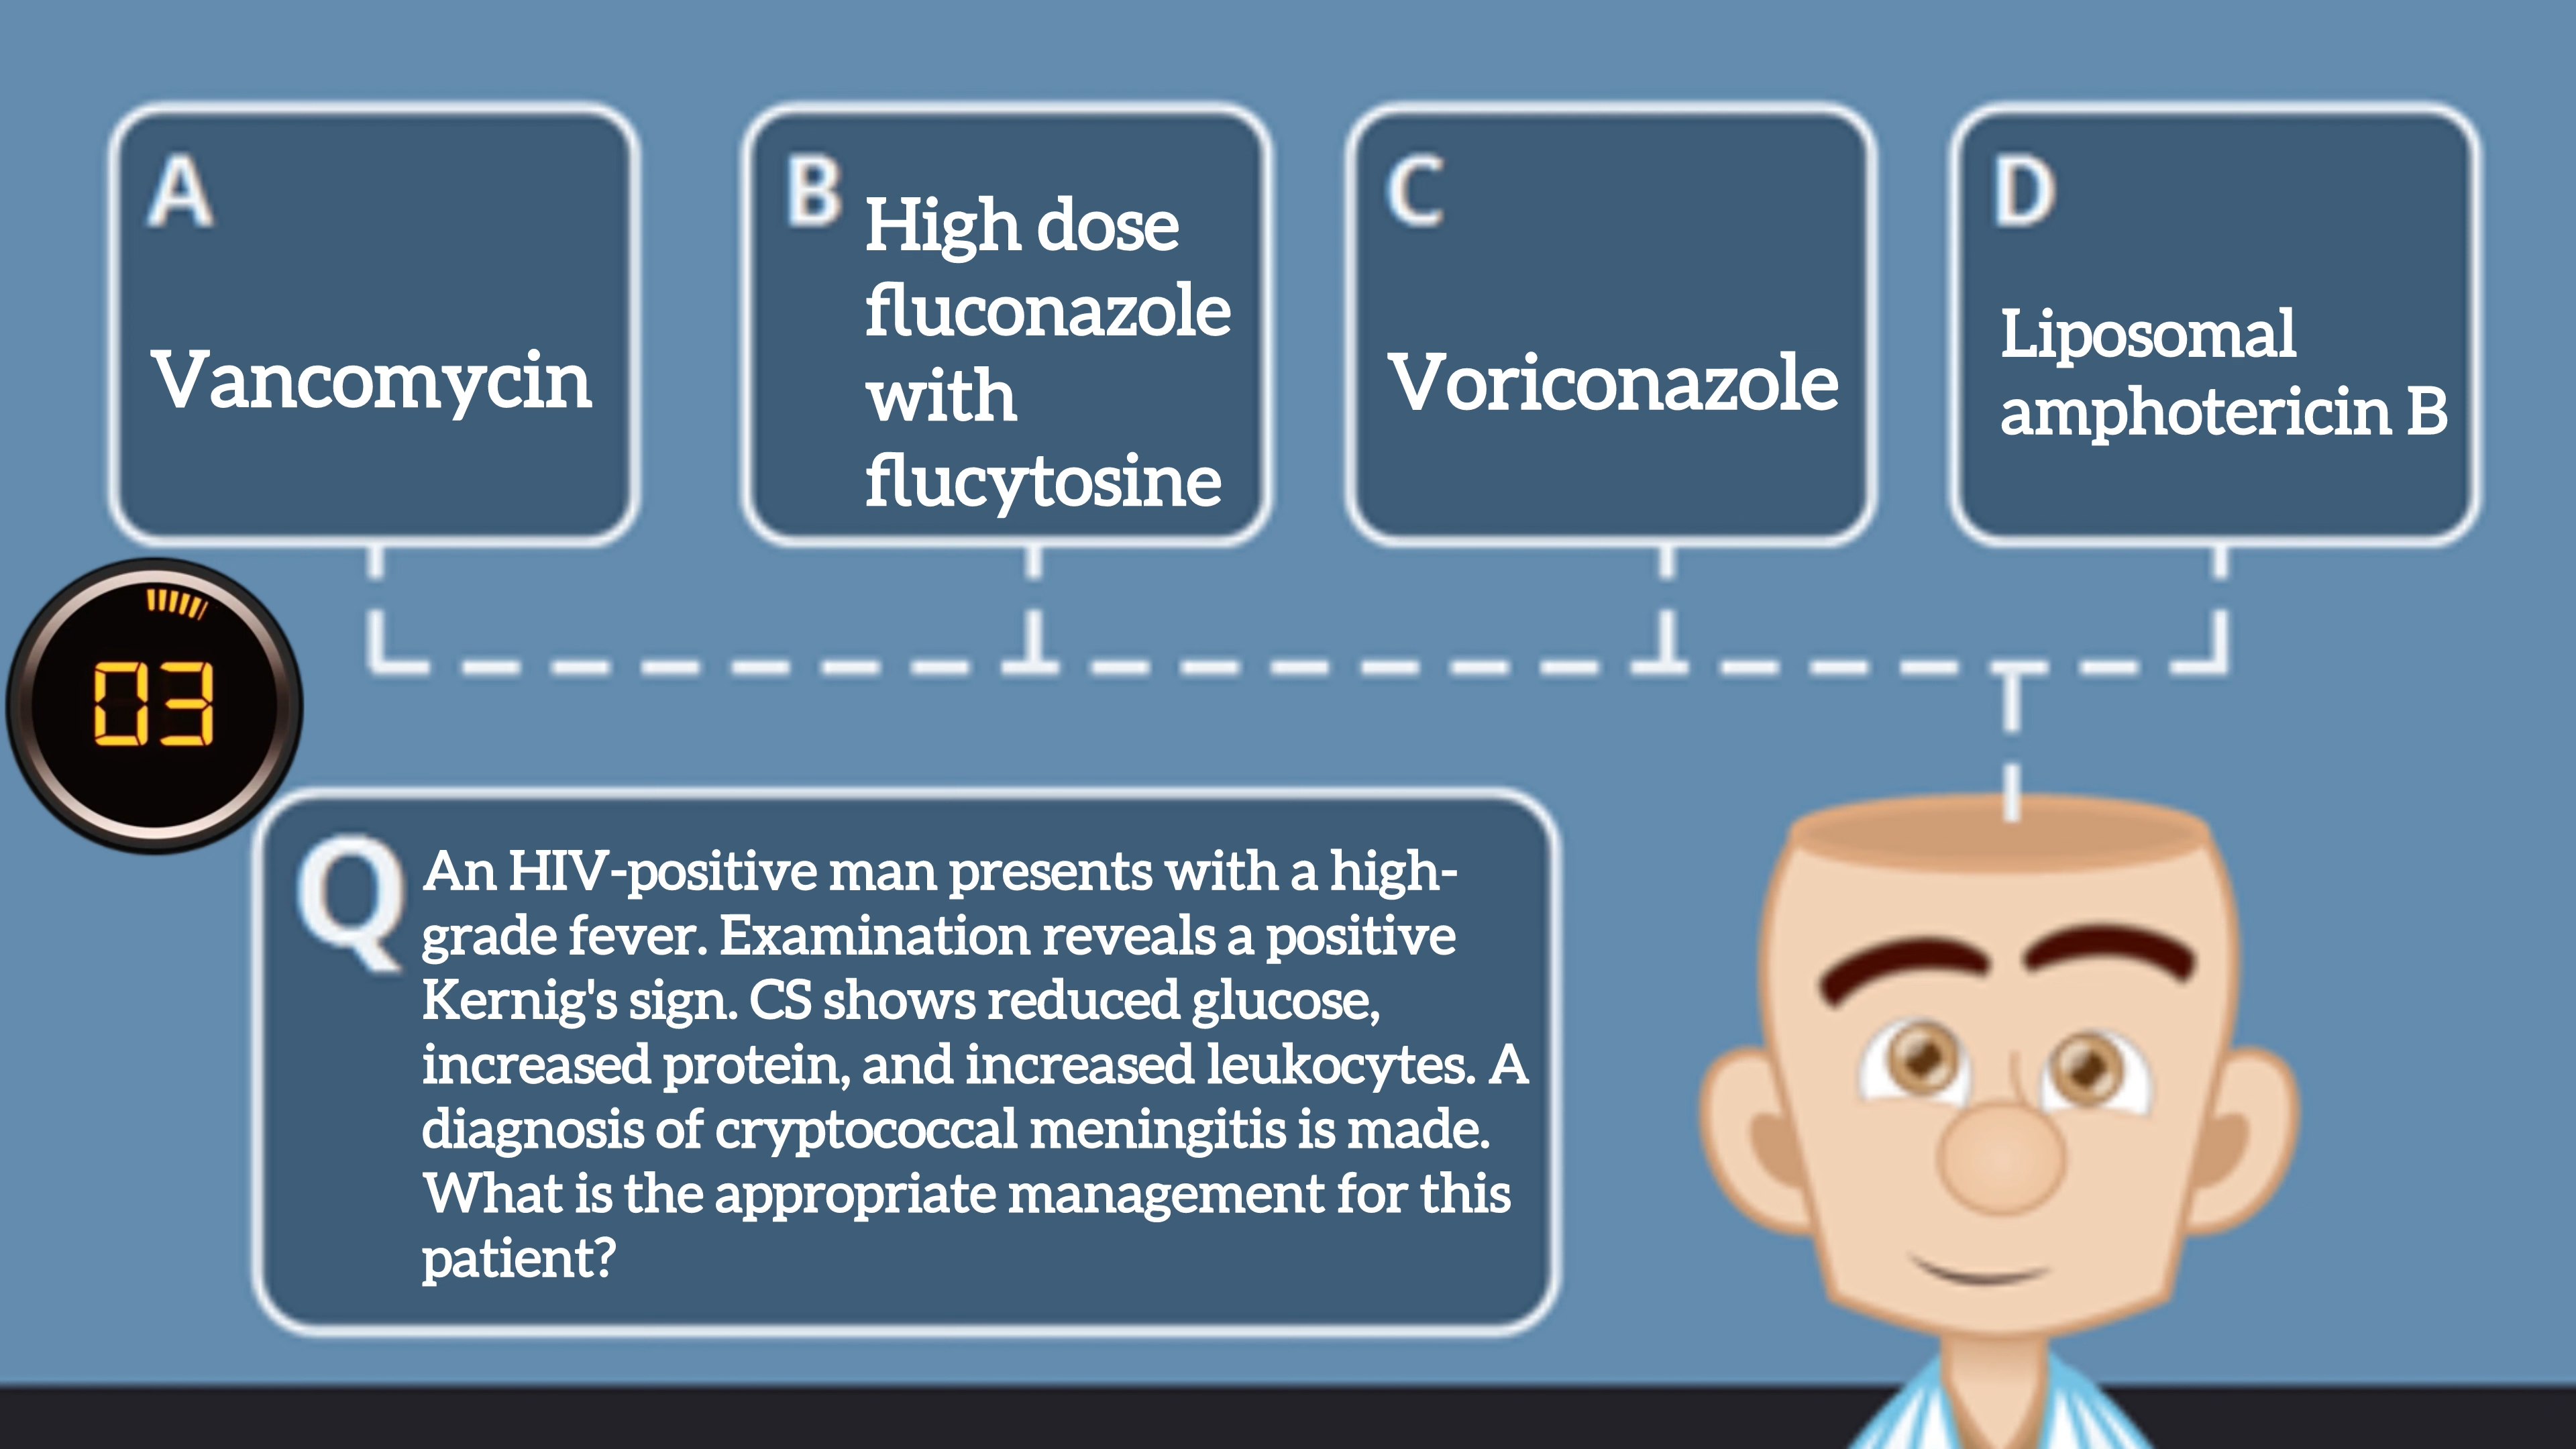 A
Vancomycin
B
High dose
fluconazole
with
flucytosine
C
Voriconazole
D
Liposomal
amphotericin B
03
Q
An HIV-positive man presents with a high-
grade fever. Examination reveals a positive
Kernig's sign. CS shows reduced glucose,
increased protein, and increased leukocytes. A
diagnosis of cryptococcal meningitis is made.
What is the appropriate management for this
patient?